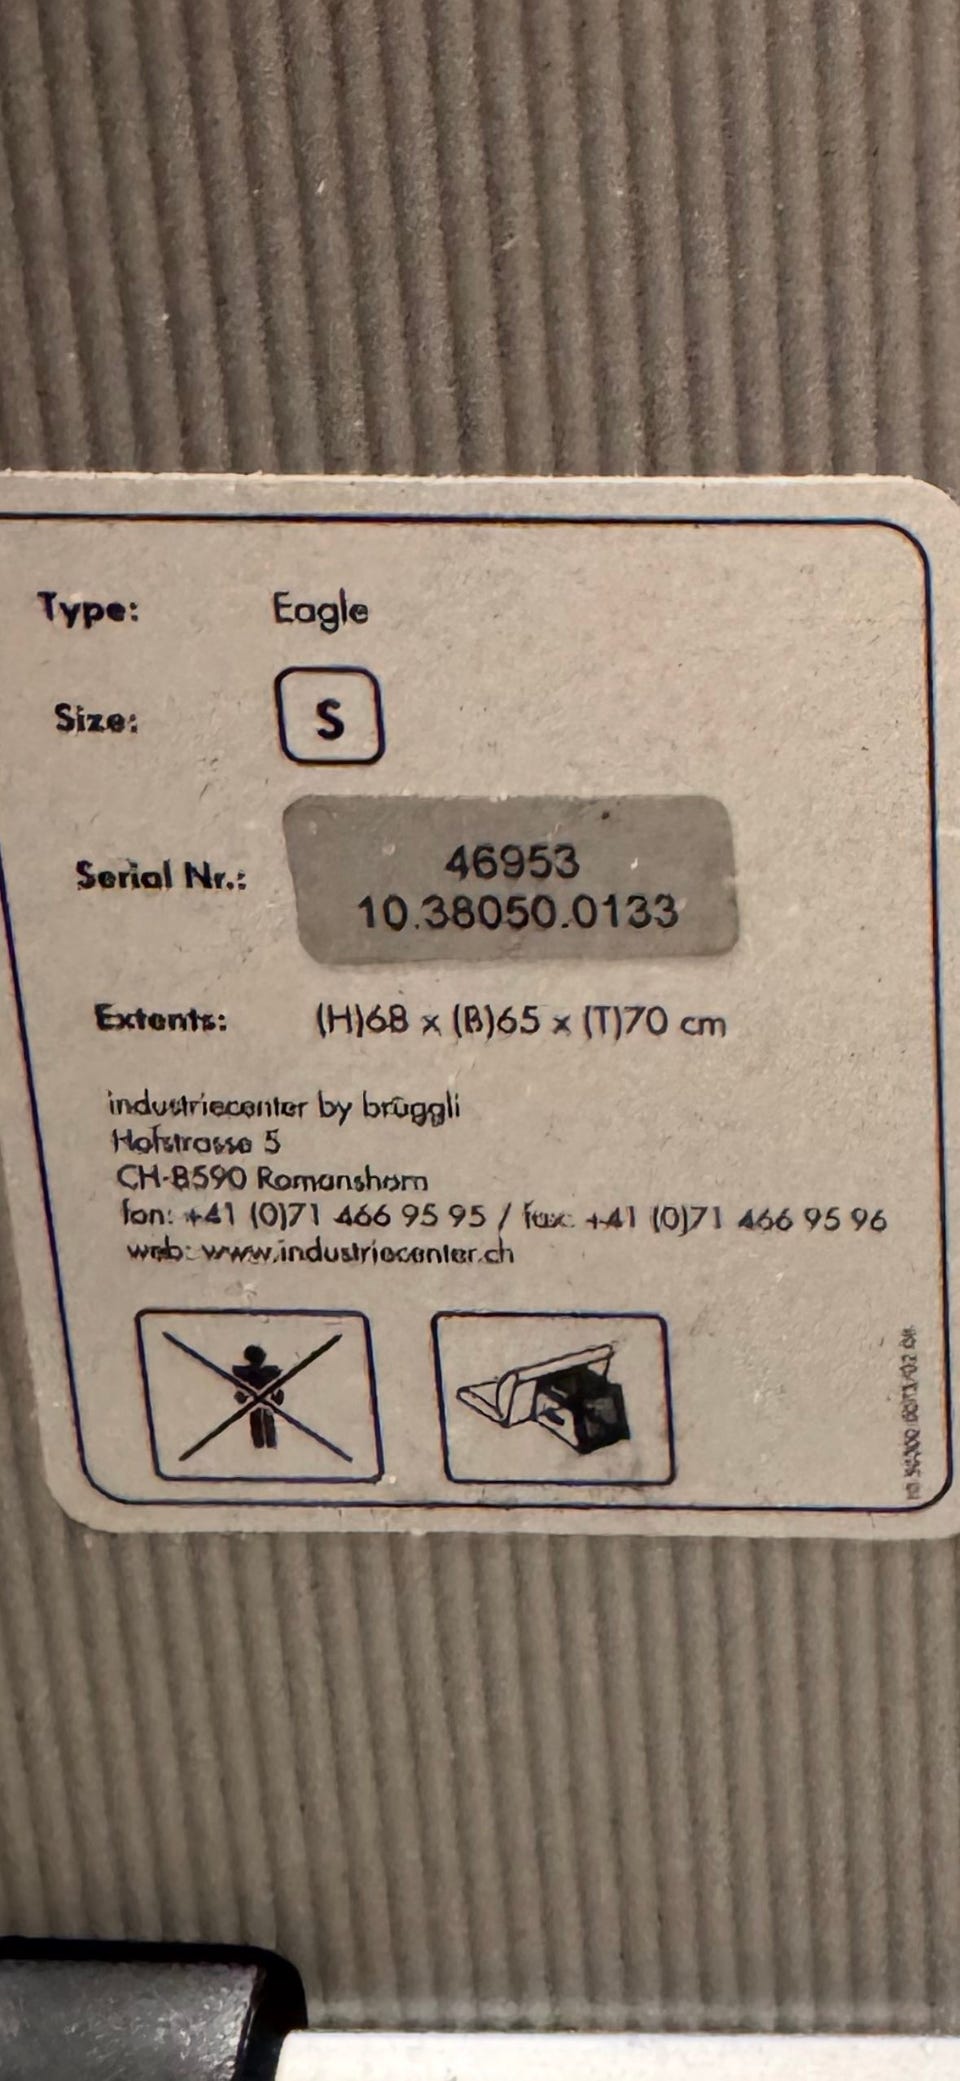 Type: Eagle
Size: S
Serial Nr.: 46953
10.38050.0133
Extents: (H)68 x (B)65 x (T)70 cm
industriecenter by brüggli
Hofstrasse 5
CH-8590 Romanshorn
fon: +41 (0)71 466 95 95 / fax: +41 (0)71 466 95 96
web: www.industriecenter.ch